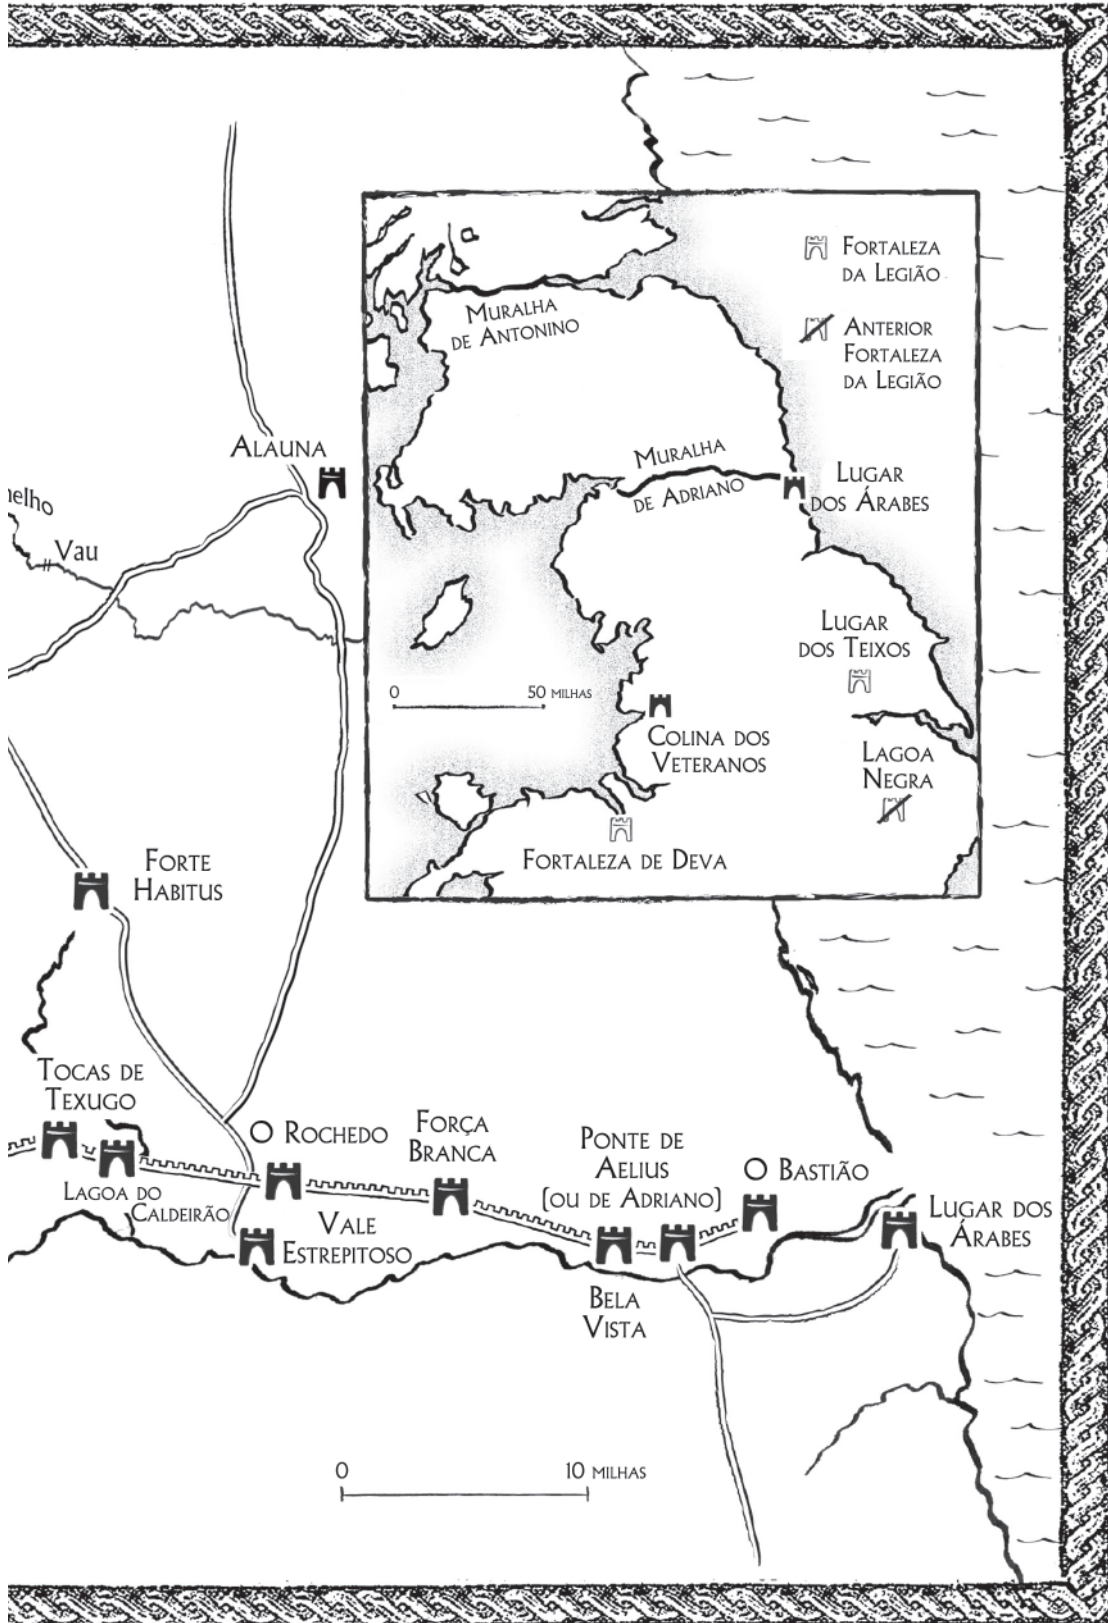 Fortaleza
da Legião
Muralha
de Antonino
Anterior
Fortaleza
da Legião
Alauna
Muralha
de Adriano
Lugar
dos Árabes
Vau
Lugar
dos Teixos
0
50 milhas
Colina dos
Veteranos
Lagoa
Negra
Fortaleza de Deva
Forte
Habitus
Tocas de
Texugo
Rochedo
Força
Branca
Ponte de
Aelius
(ou de Adriano)
Bastião
Lagoa do
Caldeirão
Vale
Estrepitoso
Lugar dos
Árabes
Bela
Vista
0
10 milhas